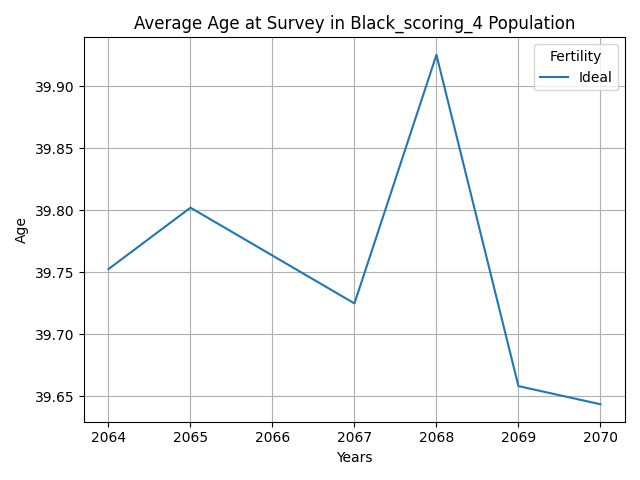 Average Age at Survey in Black_scoring_4 Population
Fertility
Ideal
39.90
39.85
39.80
39.75
39.70
39.65
Age
2064 2065 2066 2067 2068 2069 2070
Years